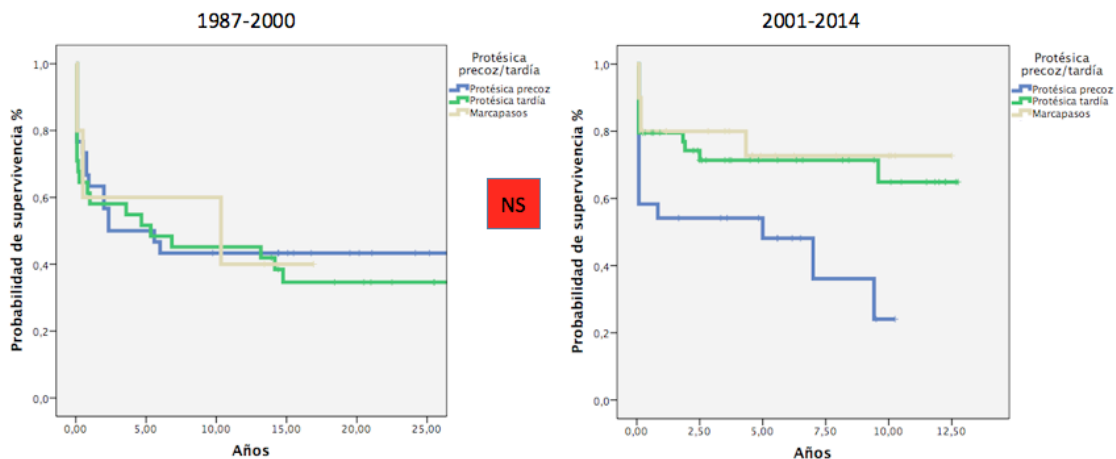 1987-2000
Probabilidad de supervivencia %
1,0
0,8
0,6
0,4
0,2
0,0
0,00
5,00
10,00
15,00
20,00
25,00
Años
Protésica
precoz/tardía
Protésica precoz
Protésica tardía
Marcapasos
NS
2001-2014
Probabilidad de supervivencia %
1,0
0,8
0,6
0,4
0,2
0,0
0,00
2,50
5,00
7,50
10,00
12,50
Años
Protésica
precoz/tardía
Protésica precoz
Protésica tardía
Marcapasos